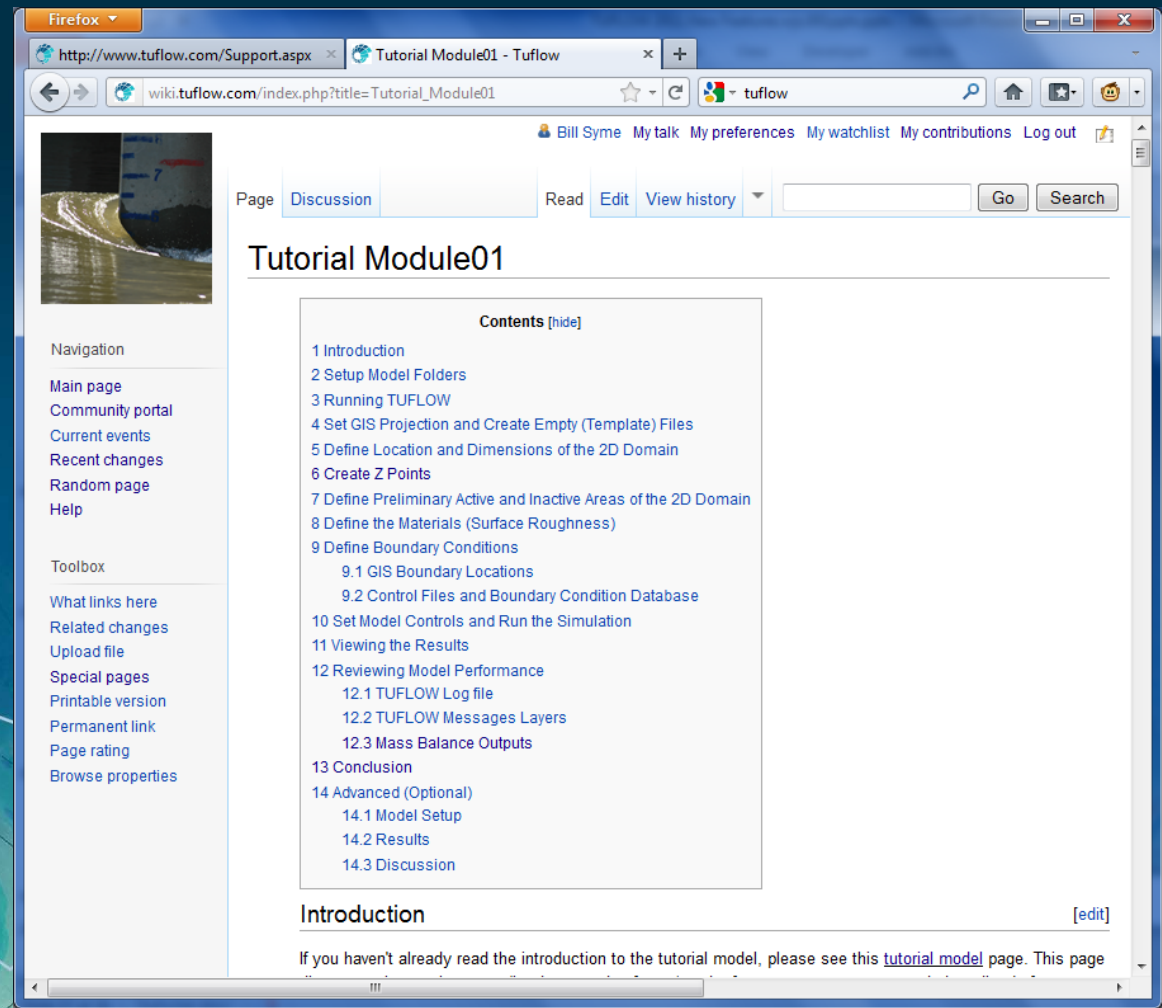 Firefox
http://www.tuflow.com/Support.aspx
Tutorial Module01 - Tuflow
wiki.tuflow.com/index.php?title=Tutorial_Module01
tuflow
Bill Syme My talk My preferences My watchlist My contributions Log out
Page Discussion Read Edit View history Go Search
7
Tutorial Module01
Navigation
Main page
Community portal
Current events
Recent changes
Random page
Help
Toolbox
What links here
Related changes
Upload file
Special pages
Printable version
Permanent link
Page rating
Browse properties
Contents [hide]
1 Introduction
2 Setup Model Folders
3 Running TUFLOW
4 Set GIS Projection and Create Empty (Template) Files
5 Define Location and Dimensions of the 2D Domain
6 Create Z Points
7 Define Preliminary Active and Inactive Areas of the 2D Domain
8 Define the Materials (Surface Roughness)
9 Define Boundary Conditions
9.1 GIS Boundary Locations
9.2 Control Files and Boundary Condition Database
10 Set Model Controls and Run the Simulation
11 Viewing the Results
12 Reviewing Model Performance
12.1 TUFLOW Log file
12.2 TUFLOW Messages Layers
12.3 Mass Balance Outputs
13 Conclusion
14 Advanced (Optional)
14.1 Model Setup
14.2 Results
14.3 Discussion
Introduction [edit]
If you haven't already read the introduction to the tutorial model, please see this tutorial model page. This page